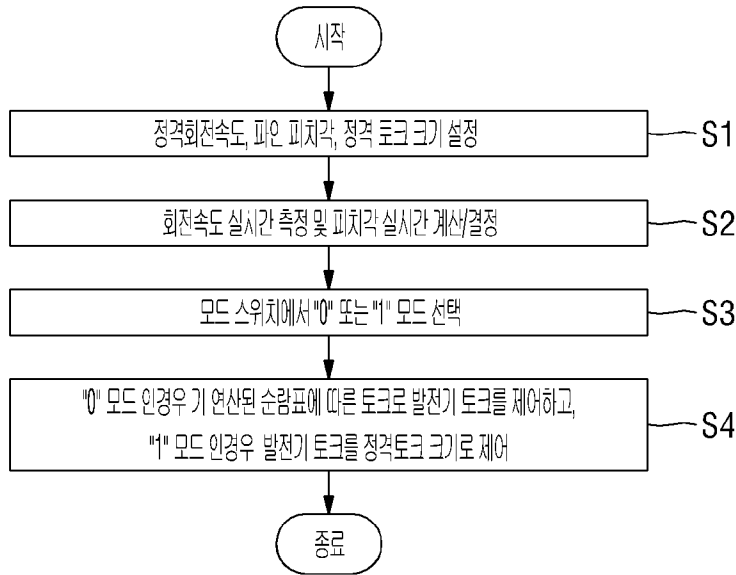 시작
정격회전속도, 파인 피치각, 정격 토크 크기 설정
S1
회전속도 실시간 측정 및 피치각 실시간 계산/결정
S2
모드 스위치에서 "0" 또는 "1" 모드 선택
S3
"0" 모드 인경우 기 연산된 순람표에 따른 토크로 발전기 토크를 제어하고,
"1" 모드 인경우 발전기 토크를 정격토크 크기로 제어
S4
종료